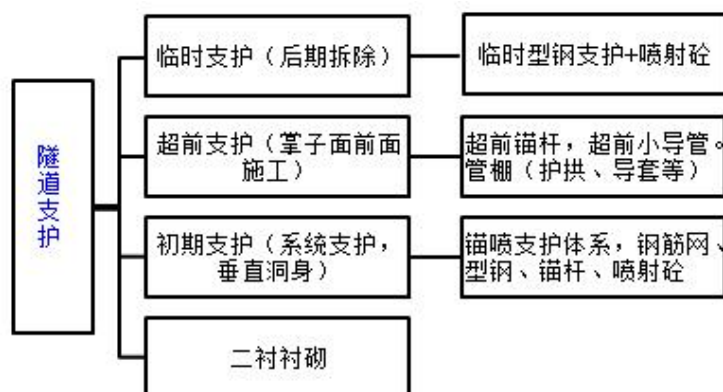 隧道支护
临时支护（后期拆除）
临时型钢支护+喷射砼
超前支护（掌子面前面
施工）
超前锚杆，超前小导管。
管棚（护拱、导套等）
初期支护（系统支护，
垂直洞身）
锚喷支护体系，钢筋网、
型钢、锚杆、喷射砼
二衬衬砌